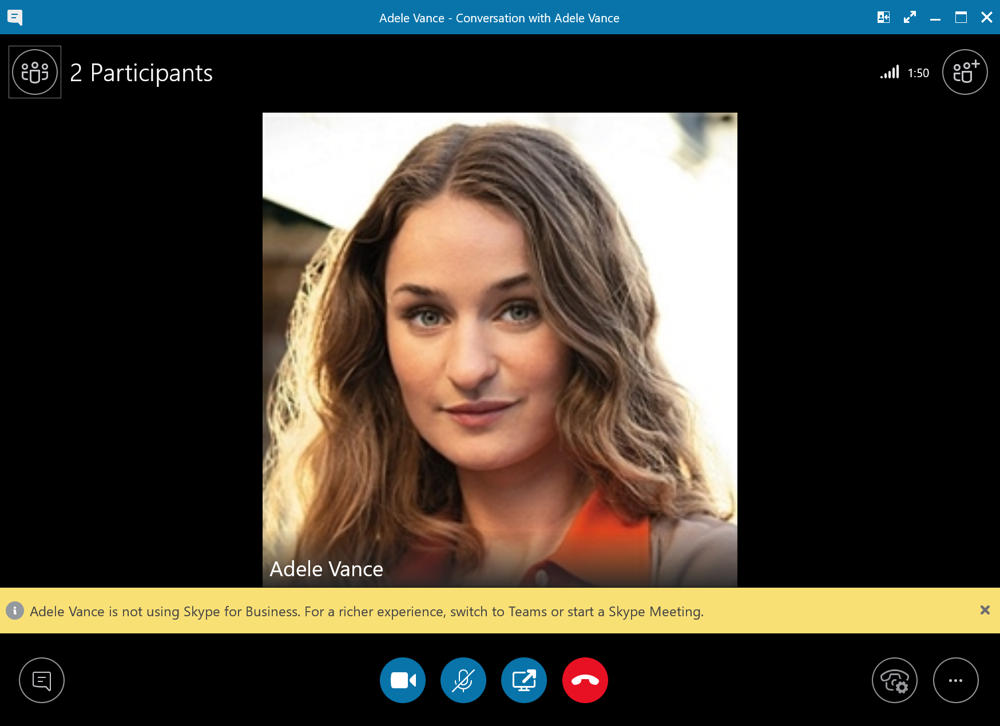 Adele Vance - Conversation with Adele Vance
2 Participants
1:50
Adele Vance
Adele Vance is not using Skype for Business. For a richer experience, switch to Teams or start a Skype Meeting.